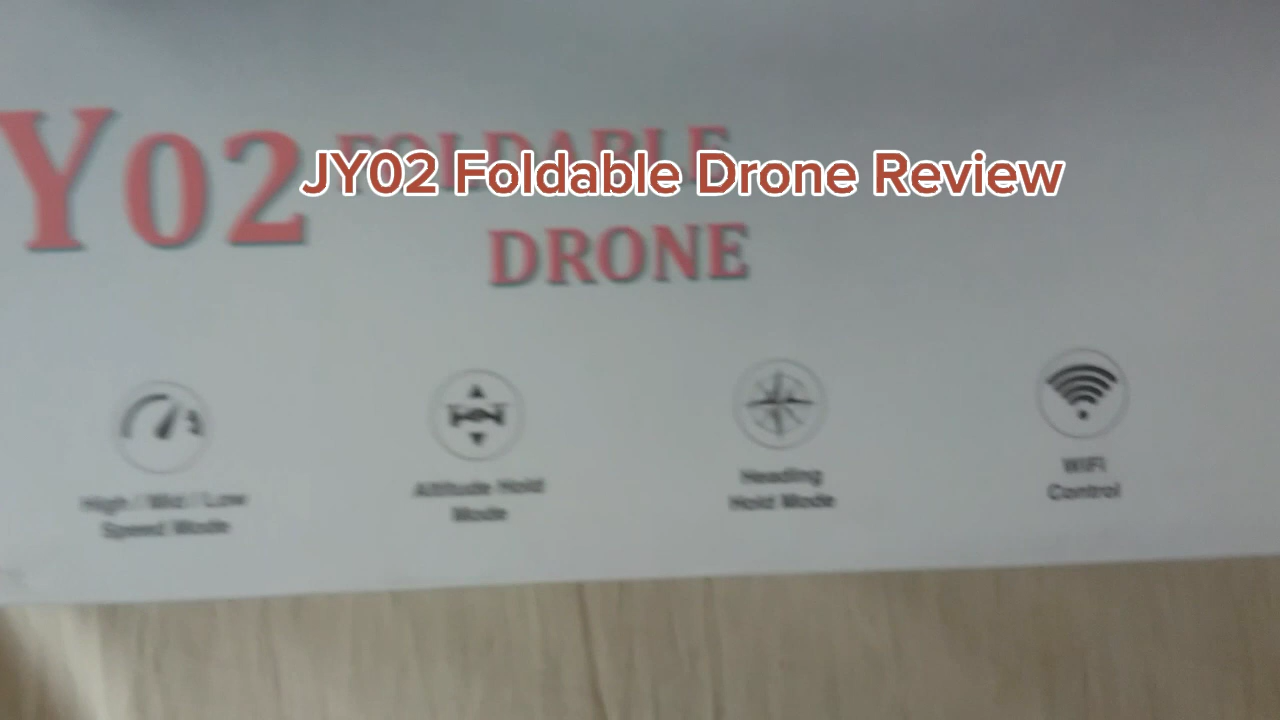 JY02 Foldable Drone Review
Y02 FOLDABLE
DRONE
High / Mid / Low
Speed Mode
Altitude Hold
Mode
Heading
Hold Mode
WiFi
Control